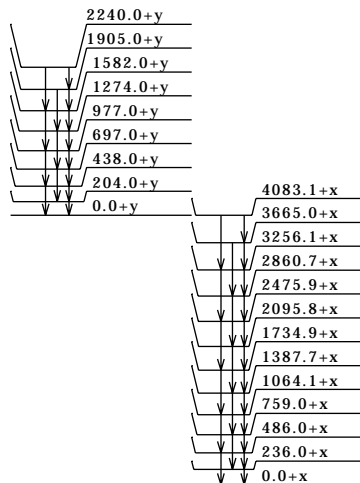 2240.0+y
1905.0+y
1582.0+y
1274.0+y
977.0+y
697.0+y
438.0+y
204.0+y
0.0+y
4083.1+x
3665.0+x
3256.1+x
2860.7+x
2475.9+x
2095.8+x
1734.9+x
1387.7+x
1064.1+x
759.0+x
486.0+x
236.0+x
0.0+x